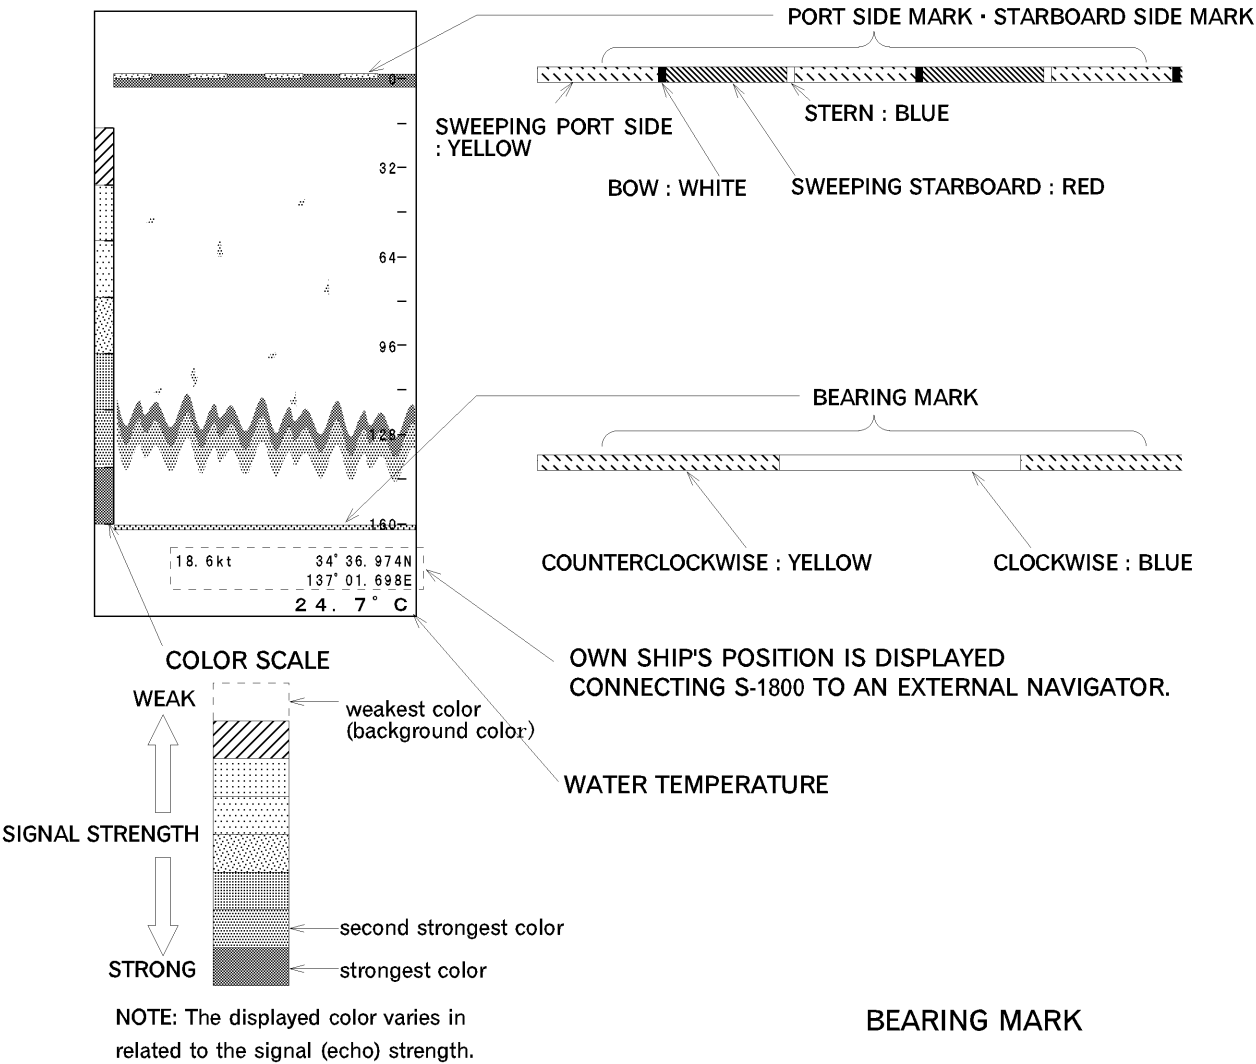 PORT SIDE MARK · STARBOARD SIDE MARK
0
SWEEPING PORT SIDE
: YELLOW
STERN : BLUE
BOW : WHITE
SWEEPING STARBOARD : RED
32
64
96
128
160
BEARING MARK
COUNTERCLOCKWISE : YELLOW
CLOCKWISE : BLUE
18. 6kt 34° 36. 974N
137° 01. 698E
24. 7° C
OWN SHIP'S POSITION IS DISPLAYED
CONNECTING S-1800 TO AN EXTERNAL NAVIGATOR.
COLOR SCALE
WEAK
weakest color
(background color)
WATER TEMPERATURE
SIGNAL STRENGTH
second strongest color
STRONG
strongest color
NOTE: The displayed color varies in
related to the signal (echo) strength.
BEARING MARK